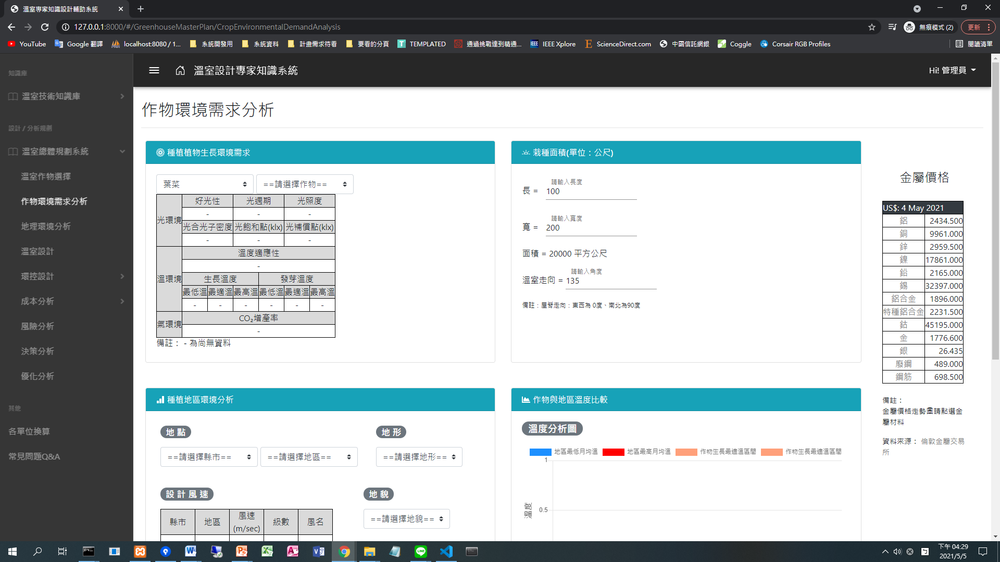 溫室專家知識設計輔助系統
127.0.0.1:8000/#/GreenhouseMasterPlan/CropEnvironmentalDemandAnalysis
無痕模式 (2)
更新
YouTube
Google 翻譯
localhost:8080 / 1...
系統開發用
系統資料
計畫需求待看
要看的分頁
TEMPLATED
通過挑戰達到精通...
IEEE Xplore
ScienceDirect.com
中國信託網銀
Coggle
Corsair RGB Profiles
閱讀清單
溫室設計專家知識系統
Hi! 管理員
知識庫
溫室技術知識庫
設計 / 分析規劃
溫室總體規劃系統
溫室作物選擇
作物環境需求分析
地理環境分析
溫室設計
環控設計
成本分析
風險分析
決策分析
優化分析
其他
各單位換算
常見問題Q&A
作物環境需求分析
種植植物生長環境需求
葉菜
==請選擇作物==
光環境
好光性 光週期 光照度
- - -
光合光子密度 光飽和點(klx) 光補償點(klx)
- - -
溫環境
溫度適應性
-
生長溫度 發芽溫度
最低溫 最適溫 最高溫 最低溫 最適溫 最高溫
- - - - - -
氣環境
CO₂增產率
-
備註： - 為尚無資料
栽種面積(單位：公尺)
請輸入長度
長 = 100
請輸入寬度
寬 = 200
面積 = 20000 平方公尺
請輸入角度
溫室走向 = 135
備註：屋脊走向：東西為 0度、南北為90度
金屬價格
US$: 4 May 2021
鋁 2434.500
銅 9961.000
鋅 2959.500
鎳 17861.000
鉛 2165.000
錫 32397.000
鋁合金 1896.000
特種鋁合金 2231.500
鈷 45195.000
金 1776.600
銀 26.435
廢鋼 489.000
鋼筋 698.500
備註：
金屬價格走勢圖請點選金
屬材料
資料來源： 倫敦金屬交易
所
種植地區環境分析
地 點
==請選擇縣市==
==請選擇地區==
地 形
==請選擇地形==
設 計 風 速
縣市 地區 風速(m/sec) 級數 風名
地 貌
==請選擇地貌==
作物與地區溫度比較
溫度分析圖
地區最低月均溫 地區最高月均溫 作物生長最適溫區間 作物生長最適溫區間
1
0.5
溫度
下午 04:29
2021/5/5